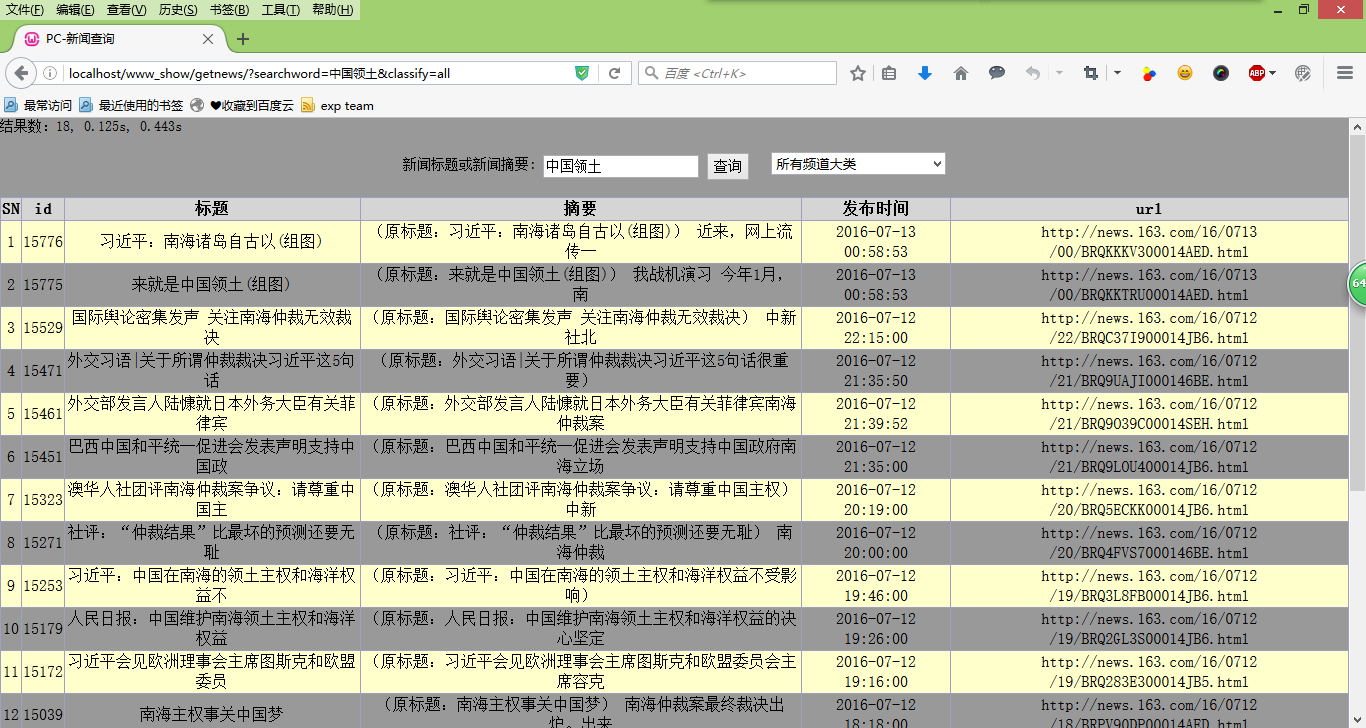 文件(F) 编辑(E) 查看(V) 历史(S) 书签(B) 工具(T) 帮助(H)
PC-新闻查询
localhost/www_show/getnews/?searchword=中国领土&classify=all
百度 <Ctrl+K>
ABP
最常访问 最近使用的书签 ♥收藏到百度云 exp team
结果数: 18, 0.125s, 0.443s
新闻标题或新闻摘要: 中国领土 查询 所有频道大类
SN id 标题 摘要 发布时间 url
1 15776 习近平：南海诸岛自古以(组图) （原标题：习近平：南海诸岛自古以(组图)） 近来，网上流 2016-07-13 http://news.163.com/16/0713
传一 00:58:53 /00/BRQKKKV300014AED.html
2 15775 来就是中国领土(组图) （原标题：来就是中国领土(组图)） 我战机演习 今年1月， 2016-07-13 http://news.163.com/16/0713
南 00:58:53 /00/BRQKKTRU00014AED.html
3 15529 国际舆论密集发声 关注南海仲裁无效裁 （原标题：国际舆论密集发声 关注南海仲裁无效裁决） 中新 2016-07-12 http://news.163.com/16/0712
决 社北 22:15:00 /22/BRQC37I900014JB6.html
4 15471 外交习语|关于所谓仲裁裁决习近平这5句 （原标题：外交习语|关于所谓仲裁裁决习近平这5句话很重 2016-07-12 http://news.163.com/16/0712
话 要） 21:35:50 /21/BRQ9UAJI000146BE.html
5 15461 外交部发言人陆慷就日本外务大臣有关菲 （原标题：外交部发言人陆慷就日本外务大臣有关菲律宾南海 2016-07-12 http://news.163.com/16/0712
律宾 仲裁案 21:39:52 /21/BRQ9O39C00014SEH.html
6 15451 巴西中国和平统一促进会发表声明支持中 （原标题：巴西中国和平统一促进会发表声明支持中国政府南 2016-07-12 http://news.163.com/16/0712
国政 海立场 21:35:00 /21/BRQ9LOU400014JB6.html
7 15323 澳华人社团评南海仲裁案争议：请尊重中 （原标题：澳华人社团评南海仲裁案争议：请尊重中国主权） 2016-07-12 http://news.163.com/16/0712
国主 中新 20:19:00 /20/BRQ5ECKK00014JB6.html
8 15271 社评：“仲裁结果”比最坏的预测还要无 （原标题：社评：“仲裁结果”比最坏的预测还要无耻） 南 2016-07-12 http://news.163.com/16/0712
耻 海仲裁 20:00:00 /20/BRQ4FVS7000146BE.html
9 15253 习近平：中国在南海的领土主权和海洋权 （原标题：习近平：中国在南海的领土主权和海洋权益不受影 2016-07-12 http://news.163.com/16/0712
益不 响） 19:46:00 /19/BRQ3L8FB00014JB6.html
10 15179 人民日报：中国维护南海领土主权和海洋 （原标题：人民日报：中国维护南海领土主权和海洋权益的决 2016-07-12 http://news.163.com/16/0712
权益 心坚定 19:26:00 /19/BRQ2GL3S00014JB6.html
11 15172 习近平会见欧洲理事会主席图斯克和欧盟 （原标题：习近平会见欧洲理事会主席图斯克和欧盟委员会主 2016-07-12 http://news.163.com/16/0712
委员 席容克 19:16:00 /19/BRQ283E300014JB5.html
12 15039 南海主权事关中国梦 （原标题：南海主权事关中国梦） 南海仲裁案最终裁决出 2016-07-12 http://news.163.com/16/0712
炉。出来 18:18:00 /18/BRPV90DP00014AED.html
64